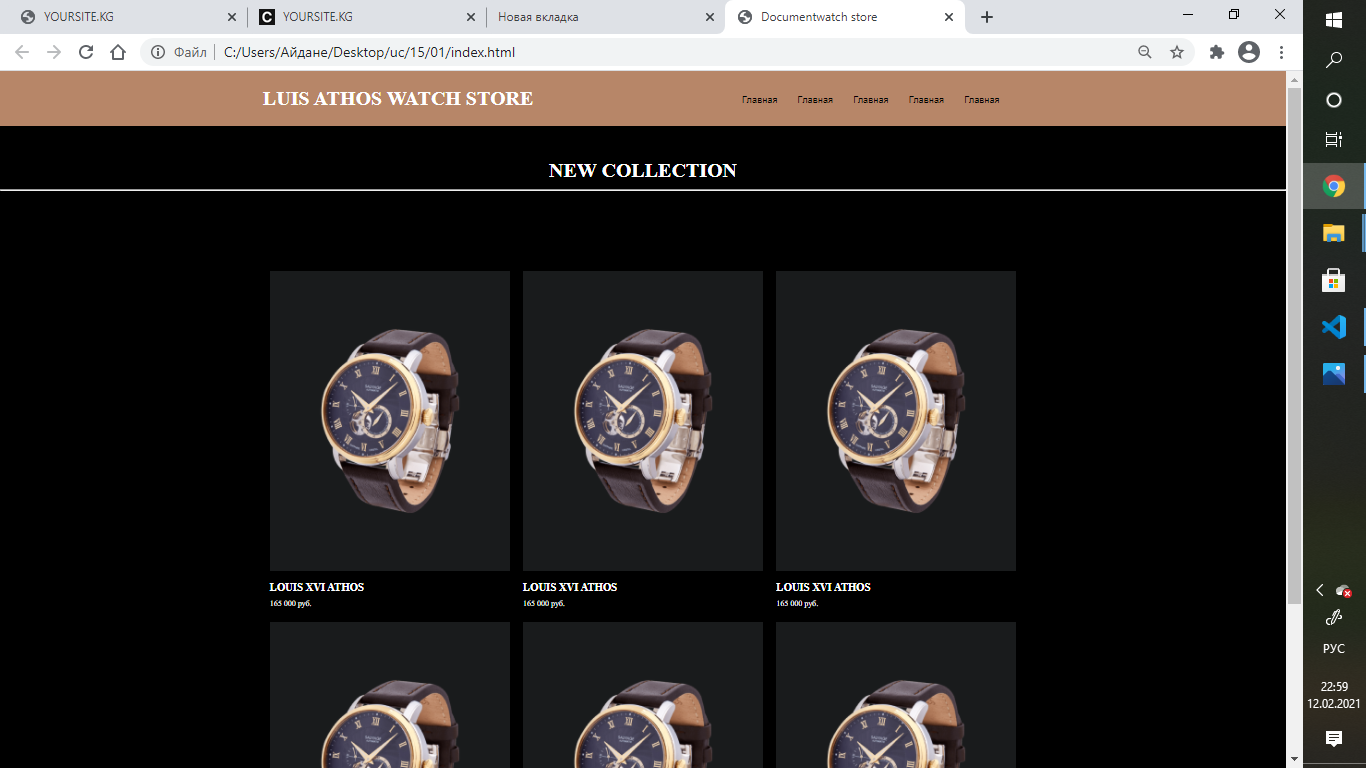 YOURSITE.KG
YOURSITE.KG
Новая вкладка
Documentwatch store
Файл
C:/Users/Айдане/Desktop/uc/15/01/index.html
LUIS ATHOS WATCH STORE
Главная Главная Главная Главная Главная
NEW COLLECTION
LOUIS XVI ATHOS
165 000 руб.
LOUIS XVI ATHOS
165 000 руб.
LOUIS XVI ATHOS
165 000 руб.
РУС
22:59
12.02.2021